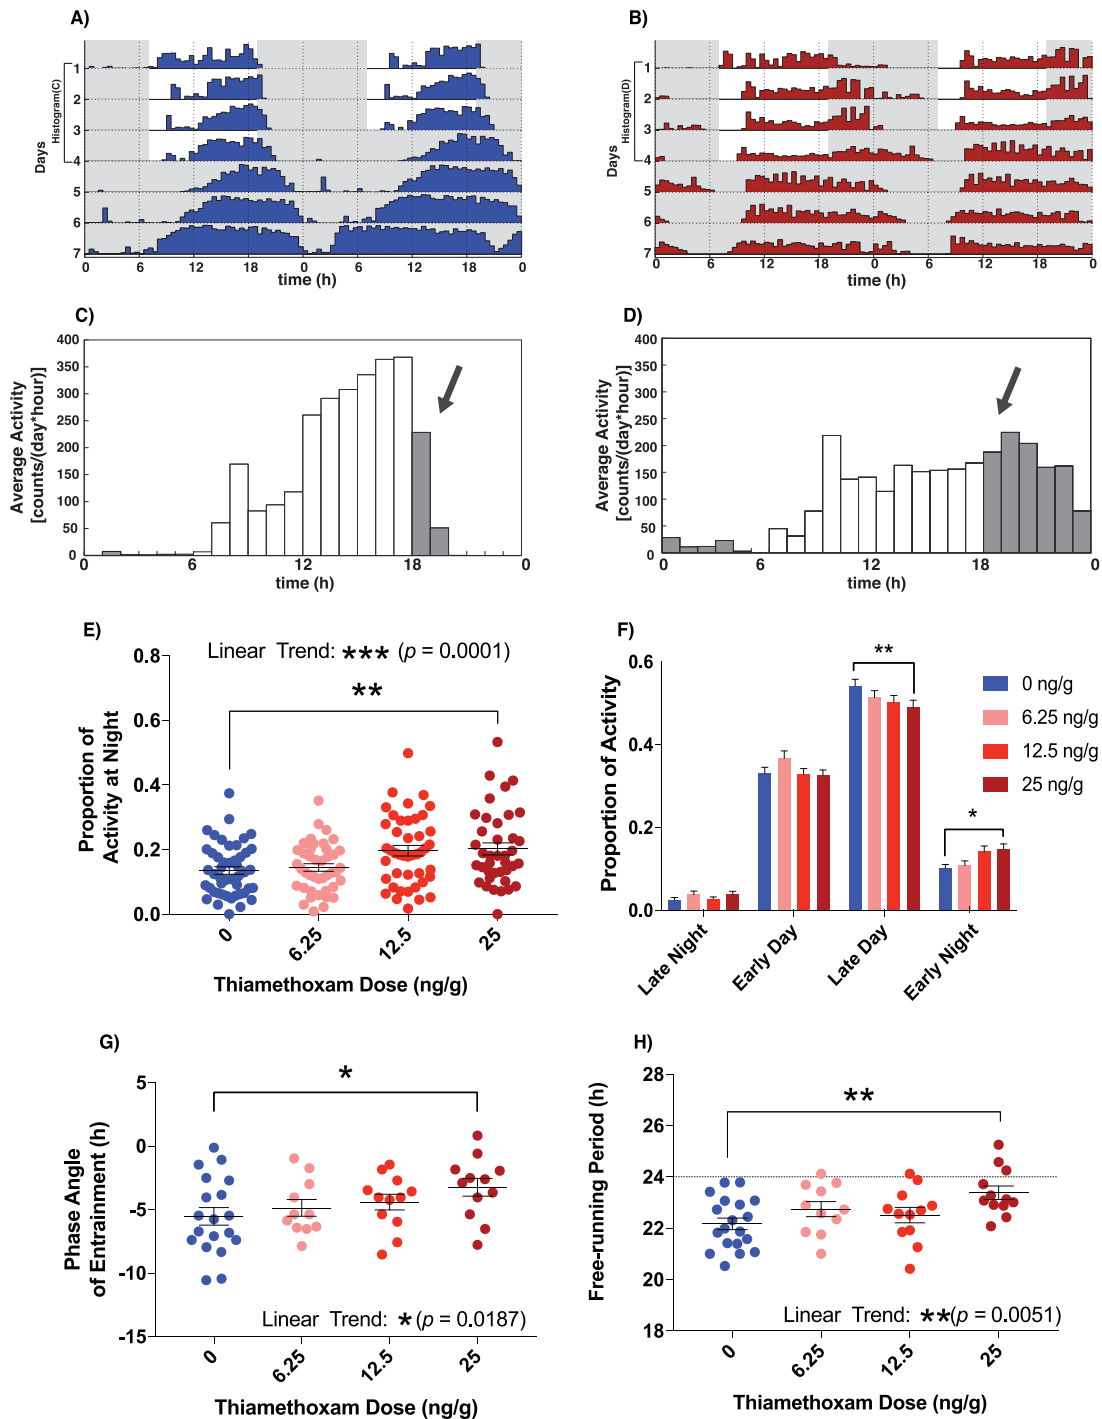 A)
Days
Histogram(C)
1
2
3
4
5
6
7
0 6 12 18 0 6 12 18 0
time (h)
B)
Days
Histogram(D)
1
2
3
4
5
6
7
0 6 12 18 0 6 12 18 0
time (h)
C)
Average Activity
[counts/(day*hour)]
400
350
300
250
200
150
100
50
0
6 12 18 0
time (h)
D)
Average Activity
[counts/(day*hour)]
400
350
300
250
200
150
100
50
0
6 12 18 0
time (h)
E)
Linear Trend: *** (p = 0.0001)
**
Proportion of
Activity at Night
0.8
0.6
0.4
0.2
0.0
0 6.25 12.5 25
Thiamethoxam Dose (ng/g)
F)
Proportion of Activity
0.6
0.4
0.2
0.0
**
*
0 ng/g
6.25 ng/g
12.5 ng/g
25 ng/g
Late Night Early Day Late Day Early Night
G)
*
Phase Angle
of Entrainment (h)
5
0
-5
-10
-15
Linear Trend: * (p = 0.0187)
0 6.25 12.5 25
Thiamethoxam Dose (ng/g)
H)
**
Free-running Period (h)
28
26
24
22
20
18
Linear Trend: ** (p = 0.0051)
0 6.25 12.5 25
Thiamethoxam Dose (ng/g)